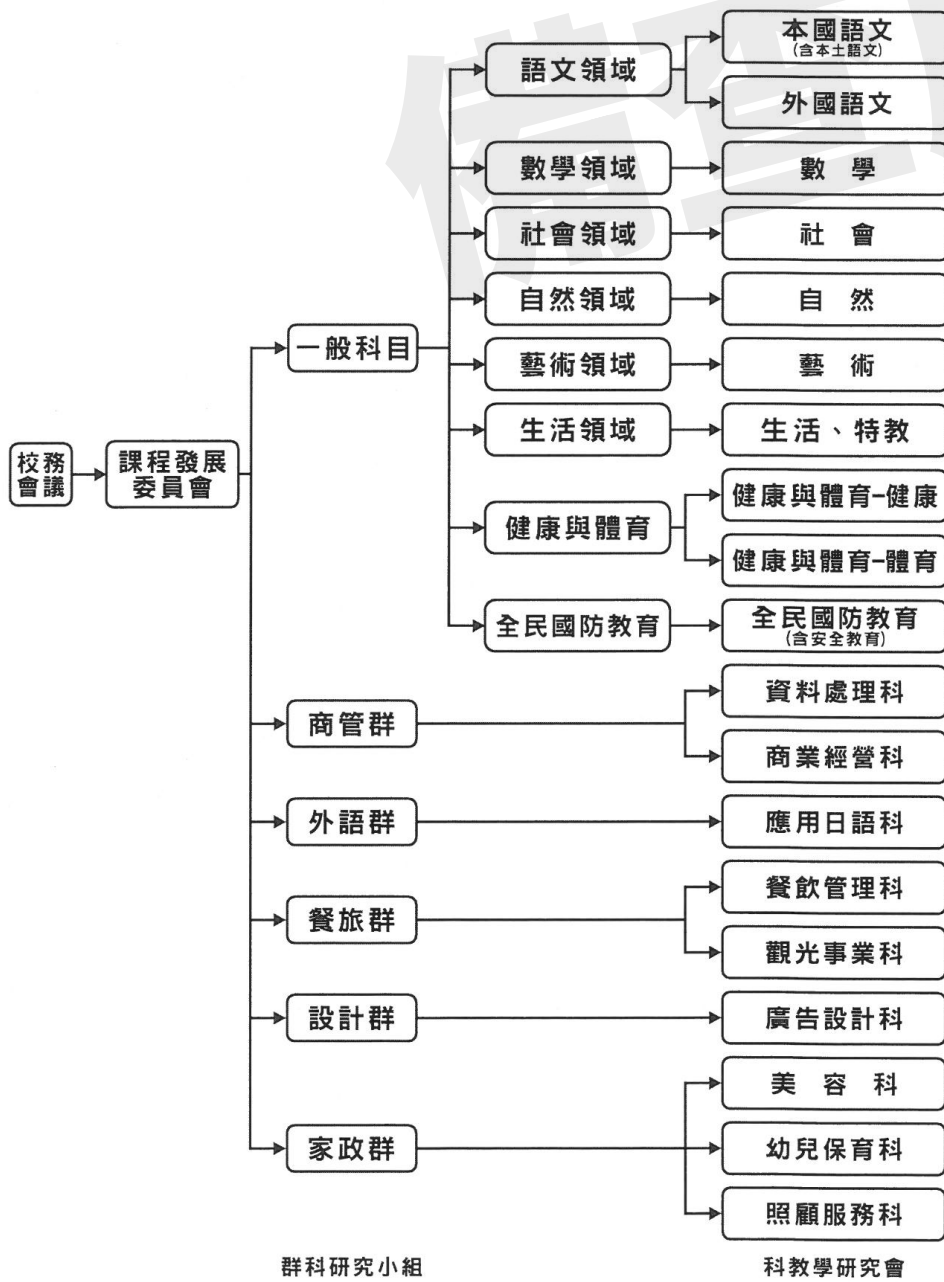 校務
會議
課程發展
委員會
一般科目
語文領域
本國語文
(含本土語文)
外國語文
數學領域
數學
社會領域
社會
自然領域
自然
藝術領域
藝術
生活領域
生活、特教
健康與體育
健康與體育-健康
健康與體育-體育
全民國防教育
全民國防教育
(含安全教育)
商管群
資料處理科
商業經營科
外語群
應用日語科
餐旅群
餐飲管理科
觀光事業科
設計群
廣告設計科
家政群
美容科
幼兒保育科
照顧服務科
群科研究小組
科教學研究會
備查